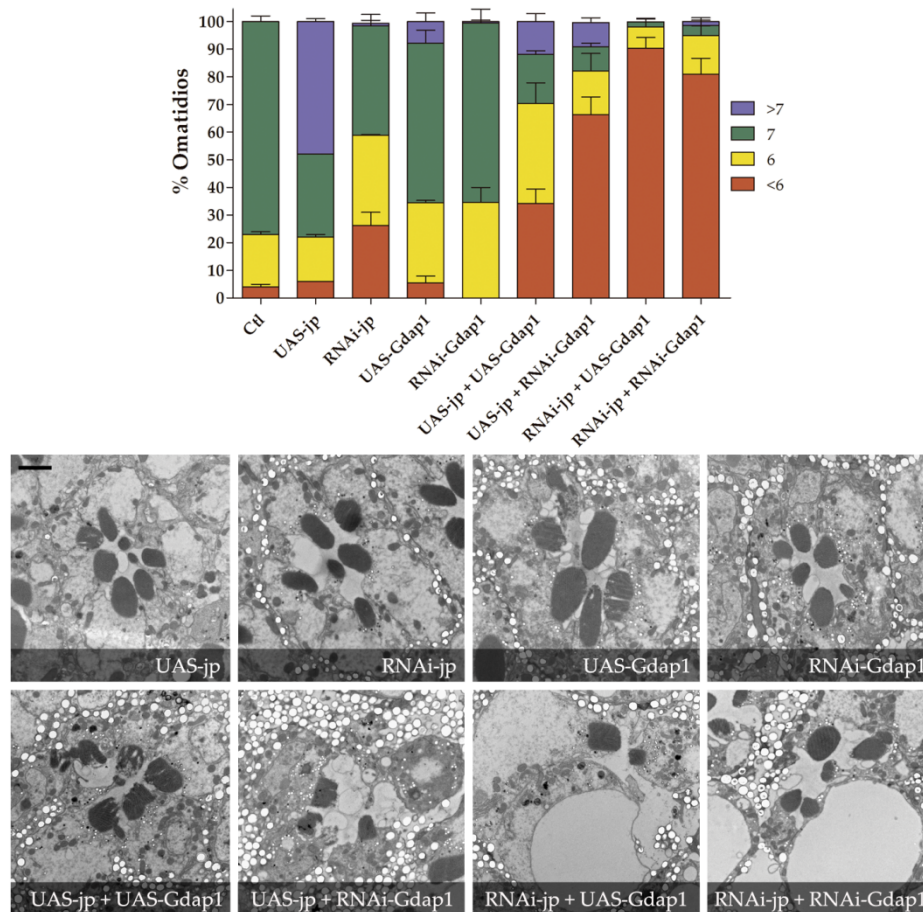 % Omatidios
100
90
80
70
60
50
40
30
20
10
0
>7
7
6
<6
Ctl
UAS-jp
RNAi-jp
UAS-Gdap1
RNAi-Gdap1
UAS-jp + UAS-Gdap1
UAS-jp + RNAi-Gdap1
RNAi-jp + UAS-Gdap1
RNAi-jp + RNAi-Gdap1
UAS-jp
RNAi-jp
UAS-Gdap1
RNAi-Gdap1
UAS-jp + UAS-Gdap1
UAS-jp + RNAi-Gdap1
RNAi-jp + UAS-Gdap1
RNAi-jp + RNAi-Gdap1